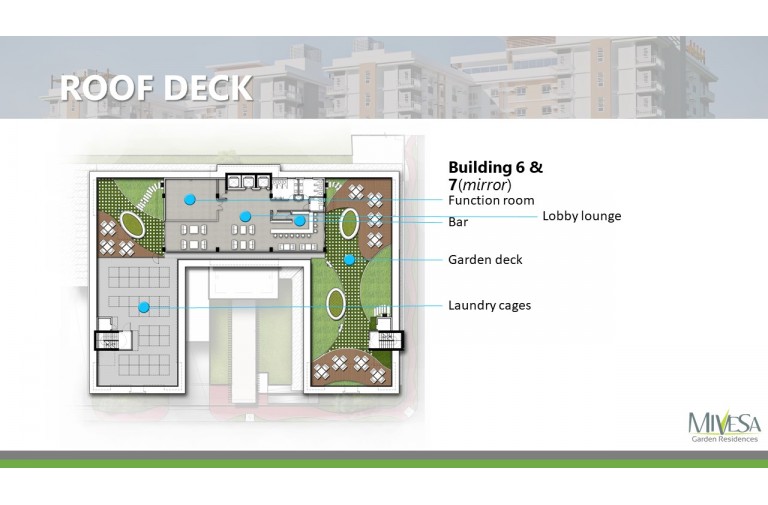 ROOF DECK
Building 6 &
7(mirror)
Function room
Lobby lounge
Bar
Garden deck
Laundry cages
MIVESA
Garden Residences